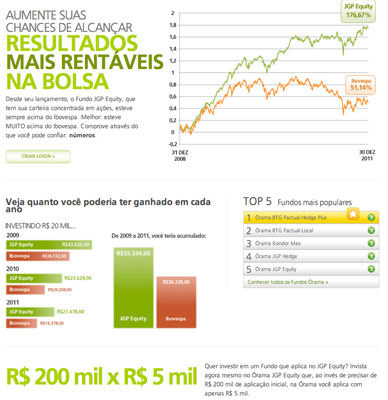 AUMENTE SUAS
CHANCES DE ALCANÇAR
RESULTADOS
MAIS RENTÁVEIS
NA BOLSA
Desde seu lançamento, o Fundo JGP Equity, que
tem sua carteira concentrada em ações, esteve
sempre acima do Ibovespa. Melhor: esteve
MUITO acima do Ibovespa. Comprove através do
que você pode confiar: números.
CRIAR LOGIN »
2
1,8
1,6
1,4
1,2
1
0,8
0,6
0,4
0,2
0
-0,2
JGP Equity
176,67%
Ibovespa
51,14%
31 DEZ
2008
30 DEZ
2011
Veja quanto você poderia ter ganhado em cada
ano
INVESTINDO R$ 20 MIL...
2009
JGP Equity
Ibovespa
2010
JGP Equity
R$23.628,00
Ibovespa
R$20.208,00
2011
JGP Equity
R$21.478,00
Ibovespa
R$16.378,00
De 2009 a 2011, você teria acumulado:
R$55.334,00
JGP Equity
R$30.228,00
Ibovespa
TOP 5 Fundos mais populares
1 Órama BTG Pactual Hedge Plus
2 Órama BTG Pactual Local
3 Órama Kondor Max
4 Órama JGP Hedge
5 Órama JGP Equity
Conhecer todos os Fundos Órama »
R$ 200 mil x R$ 5 mil
Quer investir em um Fundo que aplica no JGP Equity? Invista
agora mesmo no Órama JGP Equity que, ao invés de precisar de
R$ 200 mil de aplicação inicial, na Órama você aplica com
apenas R$ 5 mil.